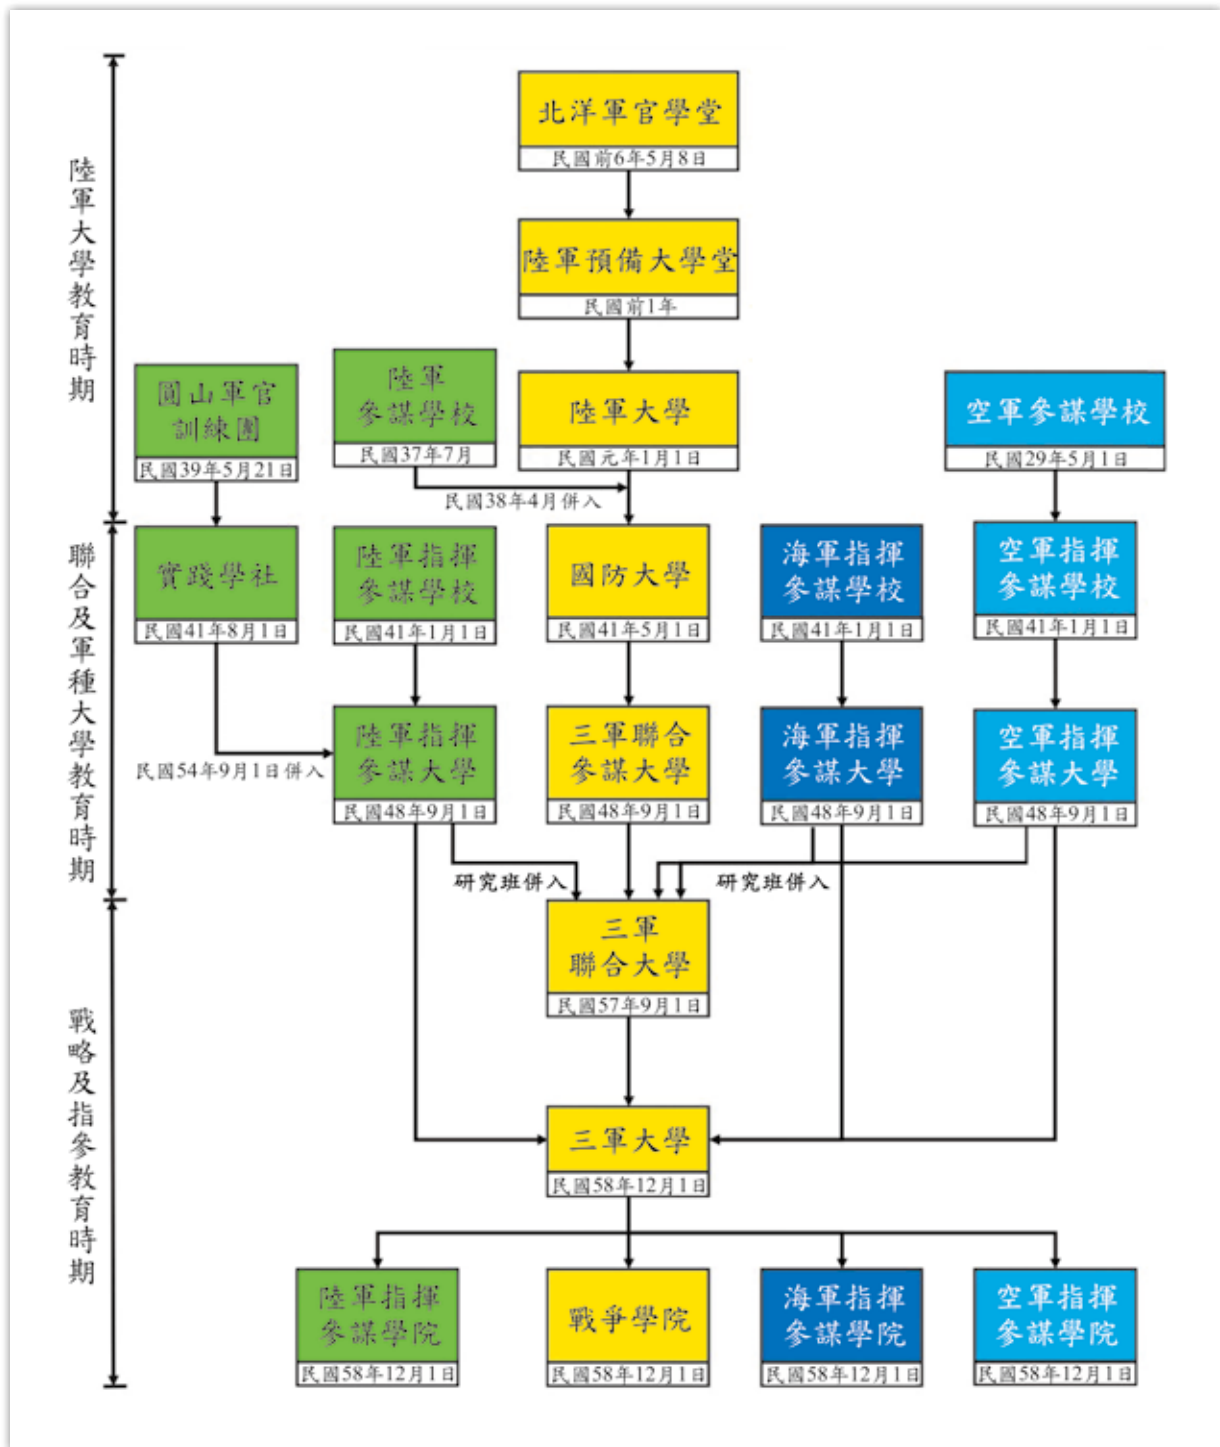 陸軍大學教育時期
北洋軍官學堂
民國前6年5月8日
陸軍預備大學堂
民國前1年
圓山軍官
訓練團
民國39年5月21日
陸軍
參謀學校
民國37年7月
陸軍大學
民國元年1月1日
空軍參謀學校
民國29年5月1日
民國38年4月併入
聯合及軍種大學教育時期
實踐學社
民國41年8月1日
陸軍指揮
參謀學校
民國41年1月1日
國防大學
民國41年5月1日
海軍指揮
參謀學校
民國41年1月1日
空軍指揮
參謀學校
民國41年1月1日
民國54年9月1日併入
陸軍指揮
參謀大學
民國48年9月1日
三軍聯合
參謀大學
民國48年9月1日
海軍指揮
參謀大學
民國48年9月1日
空軍指揮
參謀大學
民國48年9月1日
研究班併入
研究班併入
戰略及指參教育時期
三軍
聯合大學
民國57年9月1日
三軍大學
民國58年12月1日
陸軍指揮
參謀學院
民國58年12月1日
戰爭學院
民國58年12月1日
海軍指揮
參謀學院
民國58年12月1日
空軍指揮
參謀學院
民國58年12月1日